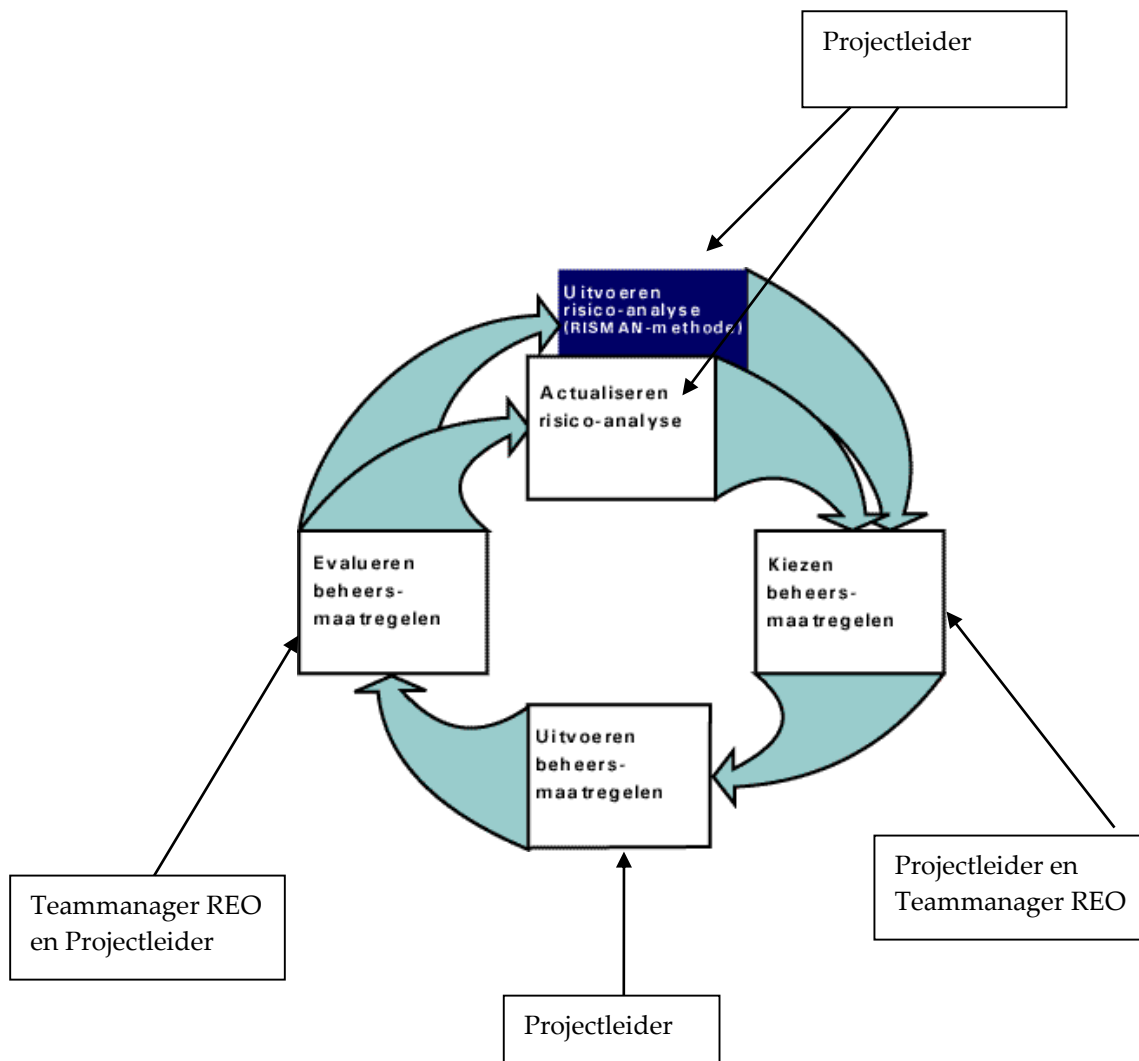 Projectleider
Uitvoeren
risico-analyse
(RISMAN-methode)
Actualiseren
risico-analyse
Evalueren
beheers-
maatregelen
Kiezen
beheers-
maatregelen
Uitvoeren
beheers-
maatregelen
Teammanager REO
en Projectleider
Projectleider en
Teammanager REO
Projectleider